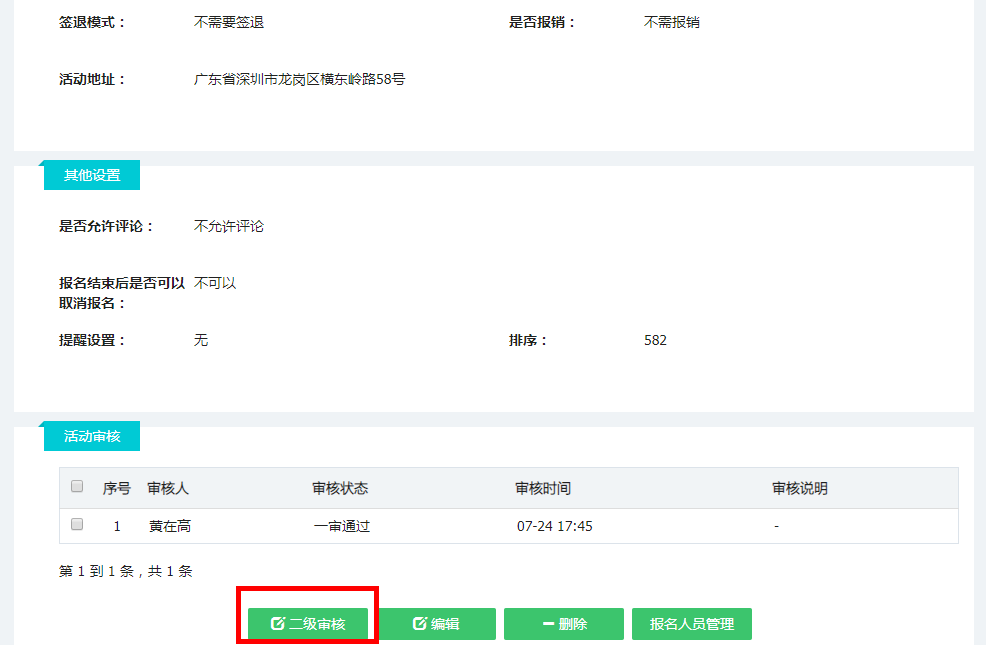 签退模式： 不需要签退 是否报销： 不需报销
活动地址： 广东省深圳市龙岗区横东岭路58号
其他设置
是否允许评论： 不允许评论
报名结束后是否可以 不可以
取消报名：
提醒设置： 无 排序： 582
活动审核
序号 审核人 审核状态 审核时间 审核说明
1 黄在高 一审通过 07-24 17:45 -
第 1 到 1 条，共 1 条
二级审核 编辑 删除 报名人员管理